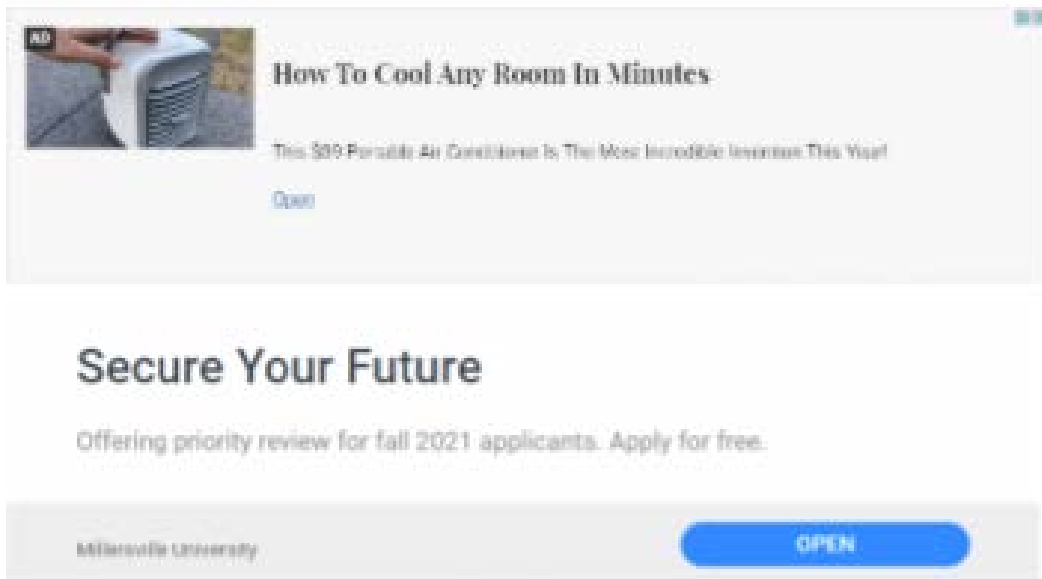 AD
How To Cool Any Room In Minutes
This $89 Portable Air Conditioner Is The Most Incredible Invention This Year!
Open
Secure Your Future
Offering priority review for fall 2021 applicants. Apply for free.
Millersville University
OPEN